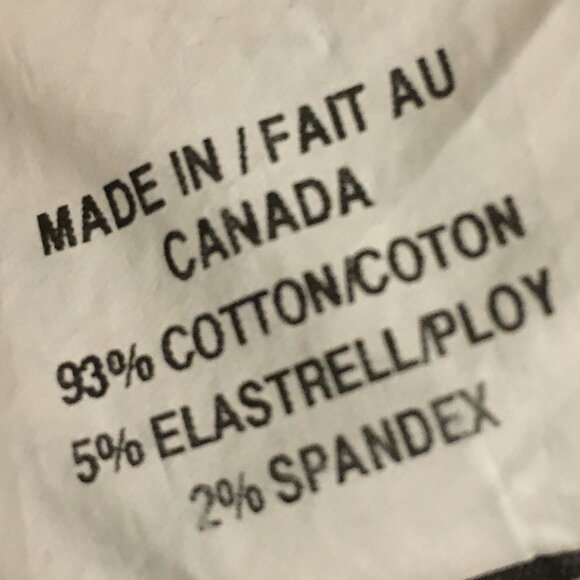 MADE IN / FAIT AU
CANADA
93% COTTON/COTON
5% ELASTRELL/PLOY
2% SPANDEX